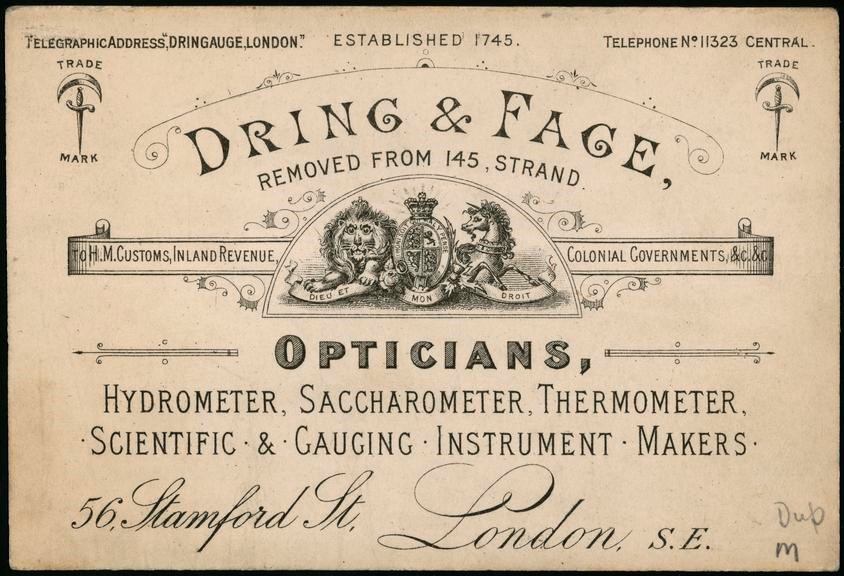 TELEGRAPHIC ADDRESS, "DRINGAUGE, LONDON." ESTABLISHED 1745. TELEPHONE No 11323 CENTRAL.
TRADE MARK
TRADE MARK
DRING & FAGE,
REMOVED FROM 145, STRAND.
TO H.M. CUSTOMS, INLAND REVENUE, COLONIAL GOVERNMENTS, &c. &c.
DIEU ET MON DROIT
OPTICIANS,
HYDROMETER, SACCHAROMETER, THERMOMETER,
·SCIENTIFIC · & · GAUGING · INSTRUMENT · MAKERS·
56, Stamford St, London, S.E.
Dup
M